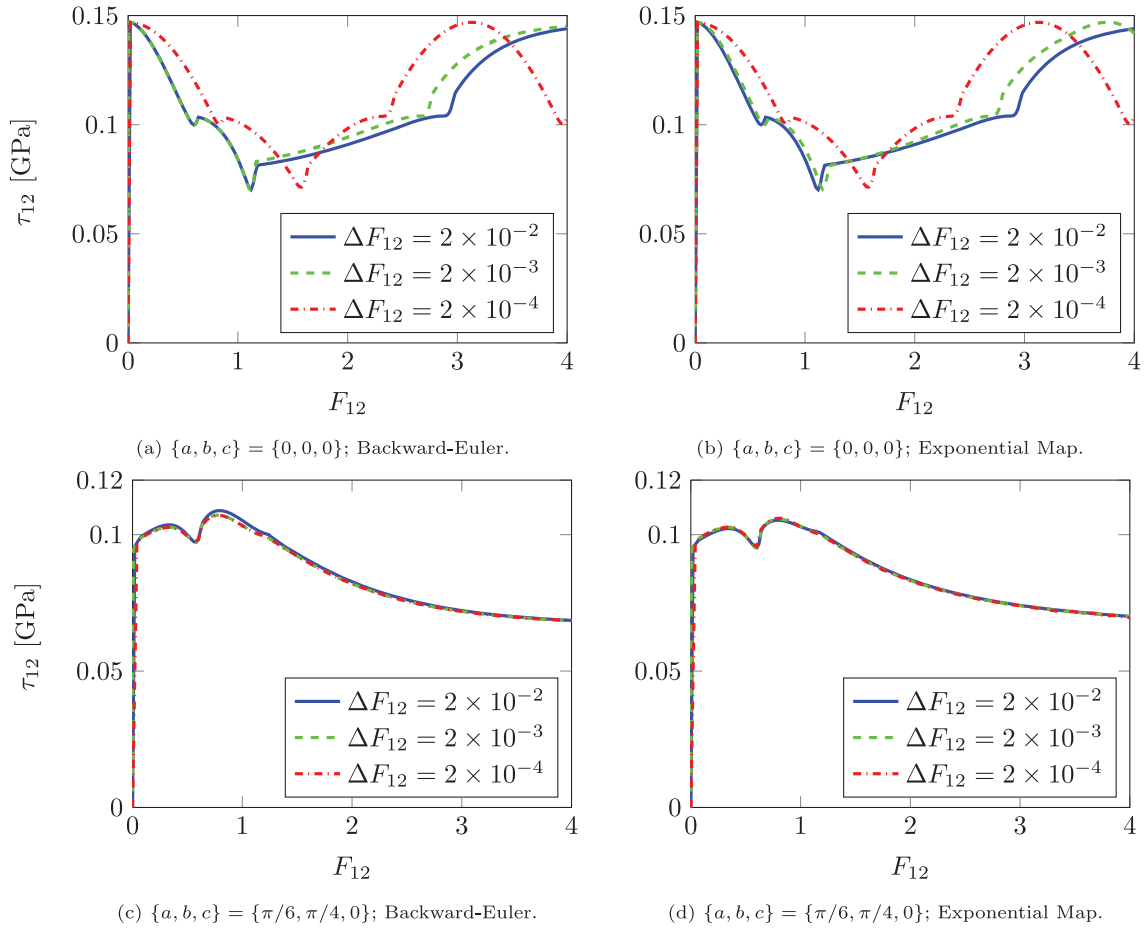 0.15
0.1
0.05
0
τ₁₂ [GPa]
0 1 2 3 4
F₁₂
ΔF₁₂ = 2 × 10⁻²
ΔF₁₂ = 2 × 10⁻³
ΔF₁₂ = 2 × 10⁻⁴
(a) {a, b, c} = {0, 0, 0}; Backward-Euler.
0.15
0.1
0.05
0
0 1 2 3 4
F₁₂
ΔF₁₂ = 2 × 10⁻²
ΔF₁₂ = 2 × 10⁻³
ΔF₁₂ = 2 × 10⁻⁴
(b) {a, b, c} = {0, 0, 0}; Exponential Map.
0.12
0.1
0.05
0
τ₁₂ [GPa]
0 1 2 3 4
F₁₂
ΔF₁₂ = 2 × 10⁻²
ΔF₁₂ = 2 × 10⁻³
ΔF₁₂ = 2 × 10⁻⁴
(c) {a, b, c} = {π/6, π/4, 0}; Backward-Euler.
0.12
0.1
0.05
0
0 1 2 3 4
F₁₂
ΔF₁₂ = 2 × 10⁻²
ΔF₁₂ = 2 × 10⁻³
ΔF₁₂ = 2 × 10⁻⁴
(d) {a, b, c} = {π/6, π/4, 0}; Exponential Map.